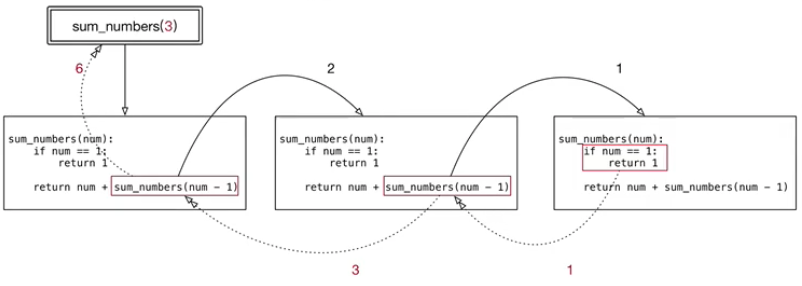 sum_numbers(3)
6
2
1
sum_numbers(num):
if num == 1:
return 1
return num + sum_numbers(num - 1)
sum_numbers(num):
if num == 1:
return 1
return num + sum_numbers(num - 1)
sum_numbers(num):
if num == 1:
return 1
return num + sum_numbers(num - 1)
3
1